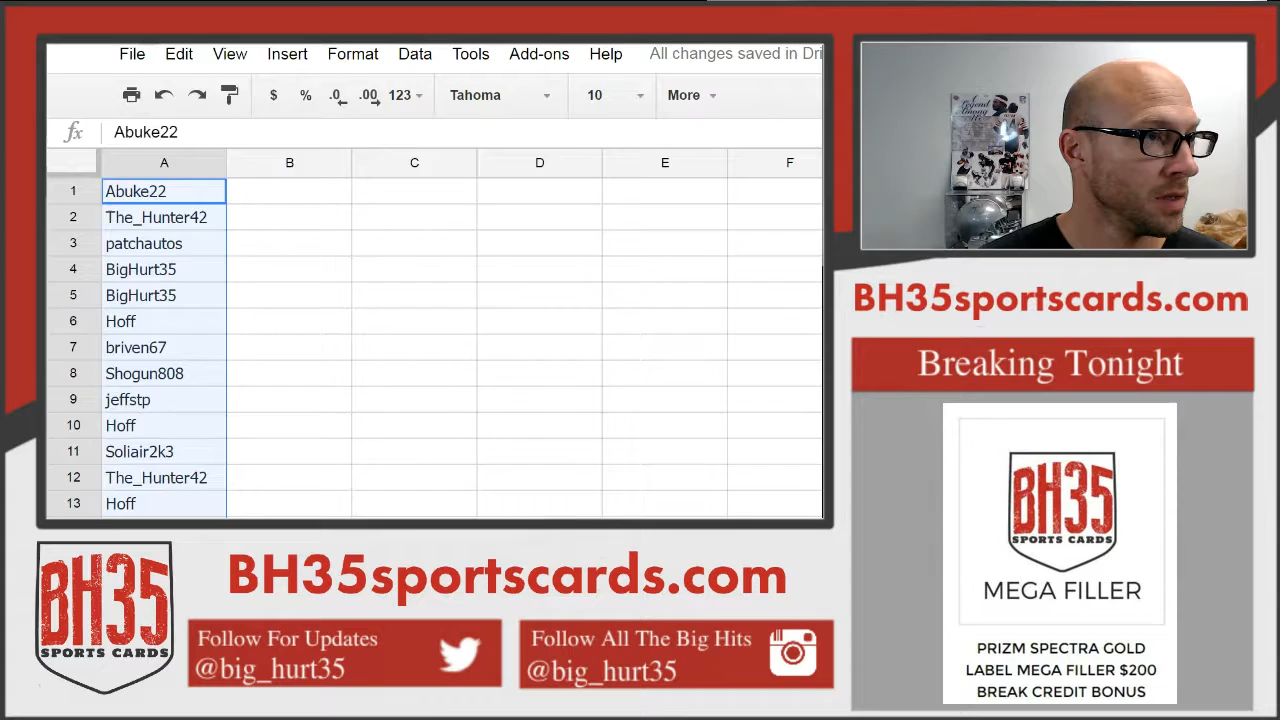 File Edit View Insert Format Data Tools Add-ons Help All changes saved in Dri
$ % .0 .00 123 Tahoma 10 More
fx Abuke22
A B C D E F
1 Abuke22
2 The_Hunter42
3 patchautos
4 BigHurt35
5 BigHurt35
6 Hoff
7 briven67
8 Shogun808
9 jeffstp
10 Hoff
11 Soliair2k3
12 The_Hunter42
13 Hoff
BH35sportscards.com
Breaking Tonight
BH35
SPORTS CARDS
MEGA FILLER
PRIZM SPECTRA GOLD
LABEL MEGA FILLER $200
BREAK CREDIT BONUS
BH35
SPORTS CARDS
BH35sportscards.com
Follow For Updates
@big_hurt35
Follow All The Big Hits
@big_hurt35